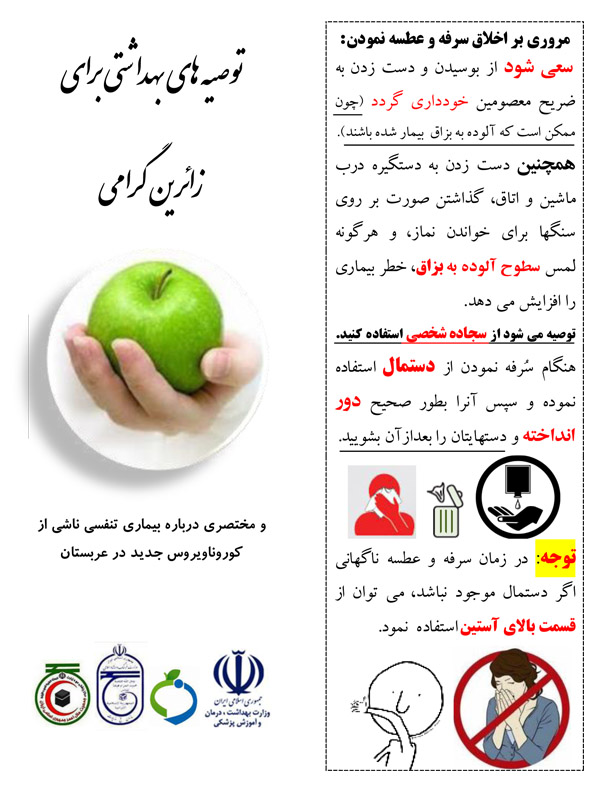 مروری بر اخلاق سرفه و عطسه نمودن:
سعی شود از بوسیدن و دست زدن به
ضریح معصومین خودداری گردد (چون
ممکن است که آلوده به بزاق بیمار شده باشند).
همچنین دست زدن به دستگیره درب
ماشین و اتاق، گذاشتن صورت بر روی
سنگها برای خواندن نماز، و هرگونه
لمس سطوح آلوده به بزاق، خطر بیماری
را افزایش می دهد.
توصیه می شود از سجاده شخصی استفاده کنید.
هنگام سُرفه نمودن از دستمال استفاده
نموده و سپس آنرا بطور صحیح دور
انداخته و دستهایتان را بعدازآن بشویید.
توجه: در زمان سرفه و عطسه ناگهانی
اگر دستمال موجود نباشد، می توان از
قسمت بالای آستین استفاده نمود.
توصیه های بهداشتی برای
زائرین گرامی
و مختصری درباره بیماری تنفسی ناشی از
کوروناویروس جدید در عربستان
جمهوری اسلامی ایران
وزارت بهداشت ، درمان
و آموزش پزشکی